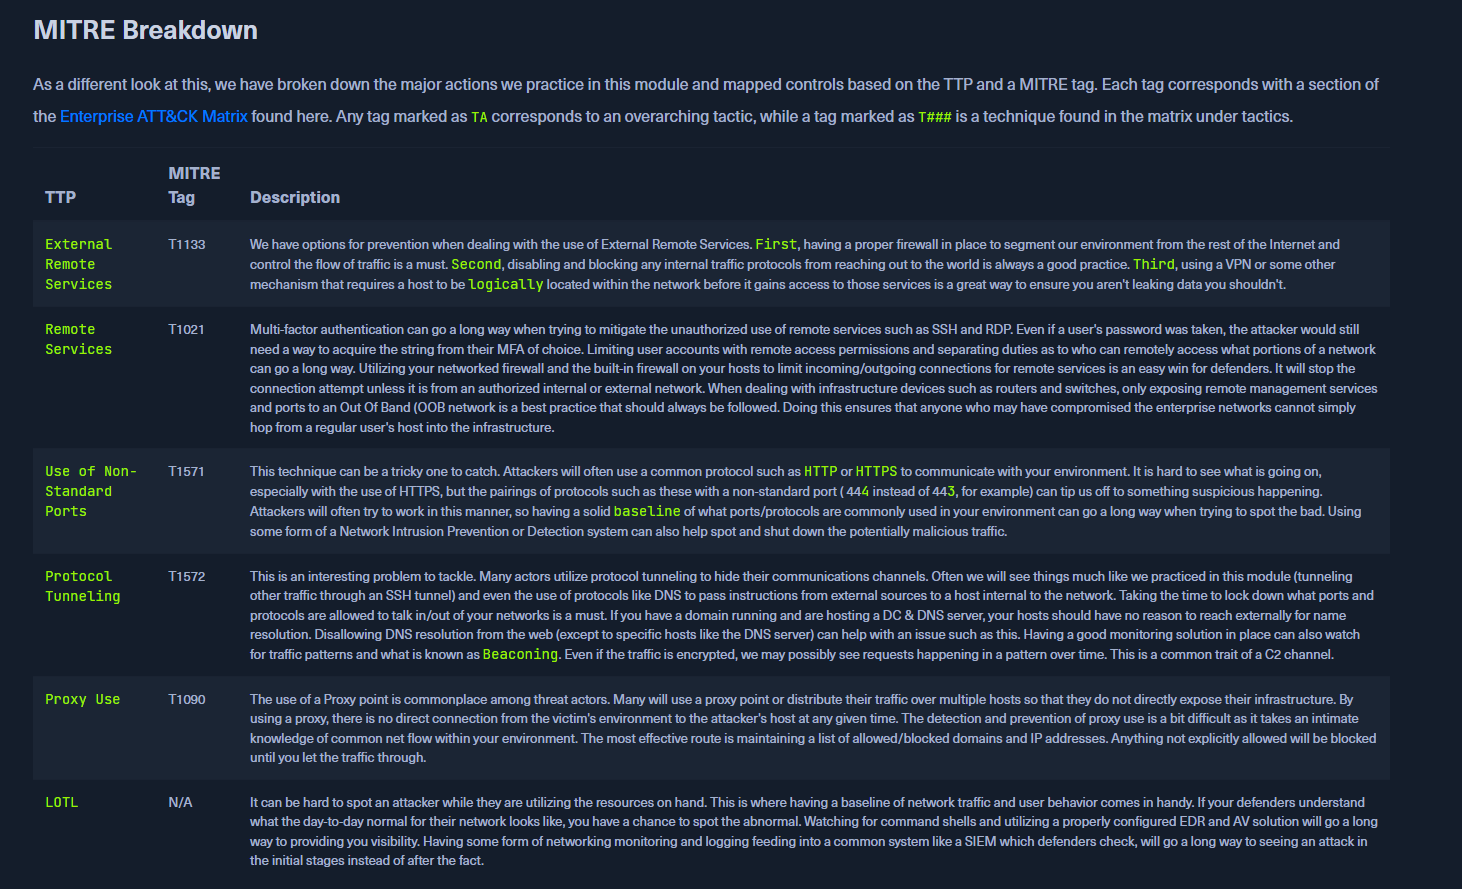 MITRE Breakdown
As a different look at this, we have broken down the major actions we practice in this module and mapped controls based on the TTP and a MITRE tag. Each tag corresponds with a section of
the Enterprise ATT&CK Matrix found here. Any tag marked as TA corresponds to an overarching tactic, while a tag marked as T### is a technique found in the matrix under tactics.
TTP
MITRE
Tag
Description
External
Remote
Services
T1133
We have options for prevention when dealing with the use of External Remote Services. First, having a proper firewall in place to segment our environment from the rest of the Internet and
control the flow of traffic is a must. Second, disabling and blocking any internal traffic protocols from reaching out to the world is always a good practice. Third, using a VPN or some other
mechanism that requires a host to be logically located within the network before it gains access to those services is a great way to ensure you aren't leaking data you shouldn't.
Remote
Services
T1021
Multi-factor authentication can go a long way when trying to mitigate the unauthorized use of remote services such as SSH and RDP. Even if a user's password was taken, the attacker would still
need a way to acquire the string from their MFA of choice. Limiting user accounts with remote access permissions and separating duties as to who can remotely access what portions of a network
can go a long way. Utilizing your networked firewall and the built-in firewall on your hosts to limit incoming/outgoing connections for remote services is an easy win for defenders. It will stop the
connection attempt unless it is from an authorized internal or external network. When dealing with infrastructure devices such as routers and switches, only exposing remote management services
and ports to an Out Of Band (OOB network is a best practice that should always be followed. Doing this ensures that anyone who may have compromised the enterprise networks cannot simply
hop from a regular user's host into the infrastructure.
Use of Non-
Standard
Ports
T1571
This technique can be a tricky one to catch. Attackers will often use a common protocol such as HTTP or HTTPS to communicate with your environment. It is hard to see what is going on,
especially with the use of HTTPS, but the pairings of protocols such as these with a non-standard port ( 444 instead of 443, for example) can tip us off to something suspicious happening.
Attackers will often try to work in this manner, so having a solid baseline of what ports/protocols are commonly used in your environment can go a long way when trying to spot the bad. Using
some form of a Network Intrusion Prevention or Detection system can also help spot and shut down the potentially malicious traffic.
Protocol
Tunneling
T1572
This is an interesting problem to tackle. Many actors utilize protocol tunneling to hide their communications channels. Often we will see things much like we practiced in this module (tunneling
other traffic through an SSH tunnel) and even the use of protocols like DNS to pass instructions from external sources to a host internal to the network. Taking the time to lock down what ports and
protocols are allowed to talk in/out of your networks is a must. If you have a domain running and are hosting a DC & DNS server, your hosts should have no reason to reach externally for name
resolution. Disallowing DNS resolution from the web (except to specific hosts like the DNS server) can help with an issue such as this. Having a good monitoring solution in place can also watch
for traffic patterns and what is known as Beaconing. Even if the traffic is encrypted, we may possibly see requests happening in a pattern over time. This is a common trait of a C2 channel.
Proxy Use
T1090
The use of a Proxy point is commonplace among threat actors. Many will use a proxy point or distribute their traffic over multiple hosts so that they do not directly expose their infrastructure. By
using a proxy, there is no direct connection from the victim's environment to the attacker's host at any given time. The detection and prevention of proxy use is a bit difficult as it takes an intimate
knowledge of common net flow within your environment. The most effective route is maintaining a list of allowed/blocked domains and IP addresses. Anything not explicitly allowed will be blocked
until you let the traffic through.
LOTL
N/A
It can be hard to spot an attacker while they are utilizing the resources on hand. This is where having a baseline of network traffic and user behavior comes in handy. If your defenders understand
what the day-to-day normal for their network looks like, you have a chance to spot the abnormal. Watching for command shells and utilizing a properly configured EDR and AV solution will go a long
way to providing you visibility. Having some form of networking monitoring and logging feeding into a common system like a SIEM which defenders check, will go a long way to seeing an attack in
the initial stages instead of after the fact.